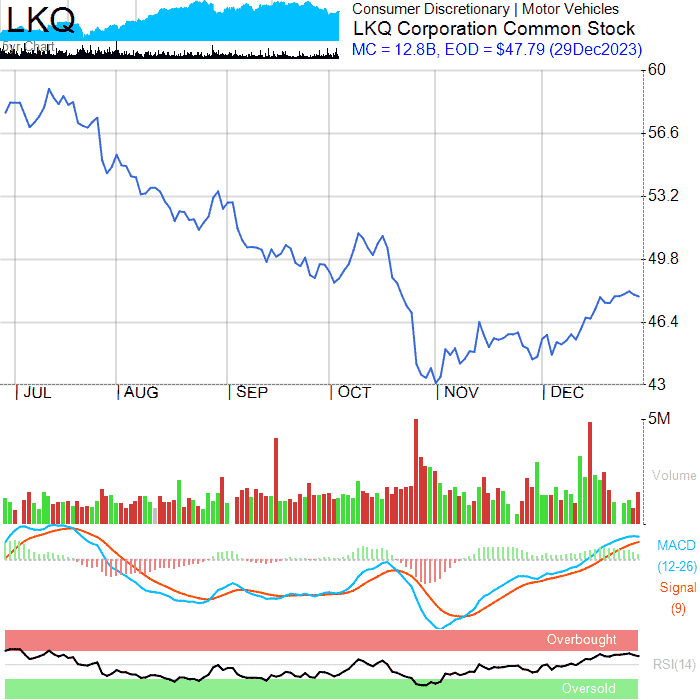 LKQ
5yr Chart
Consumer Discretionary | Motor Vehicles
LKQ Corporation Common Stock
MC = 12.8B, EOD = $47.79 (29Dec2023)
60
56.6
53.2
49.8
46.4
43
JUL
AUG
SEP
OCT
NOV
DEC
5M
Volume
MACD
(12-26)
Signal
(9)
Overbought
RSI(14)
Oversold